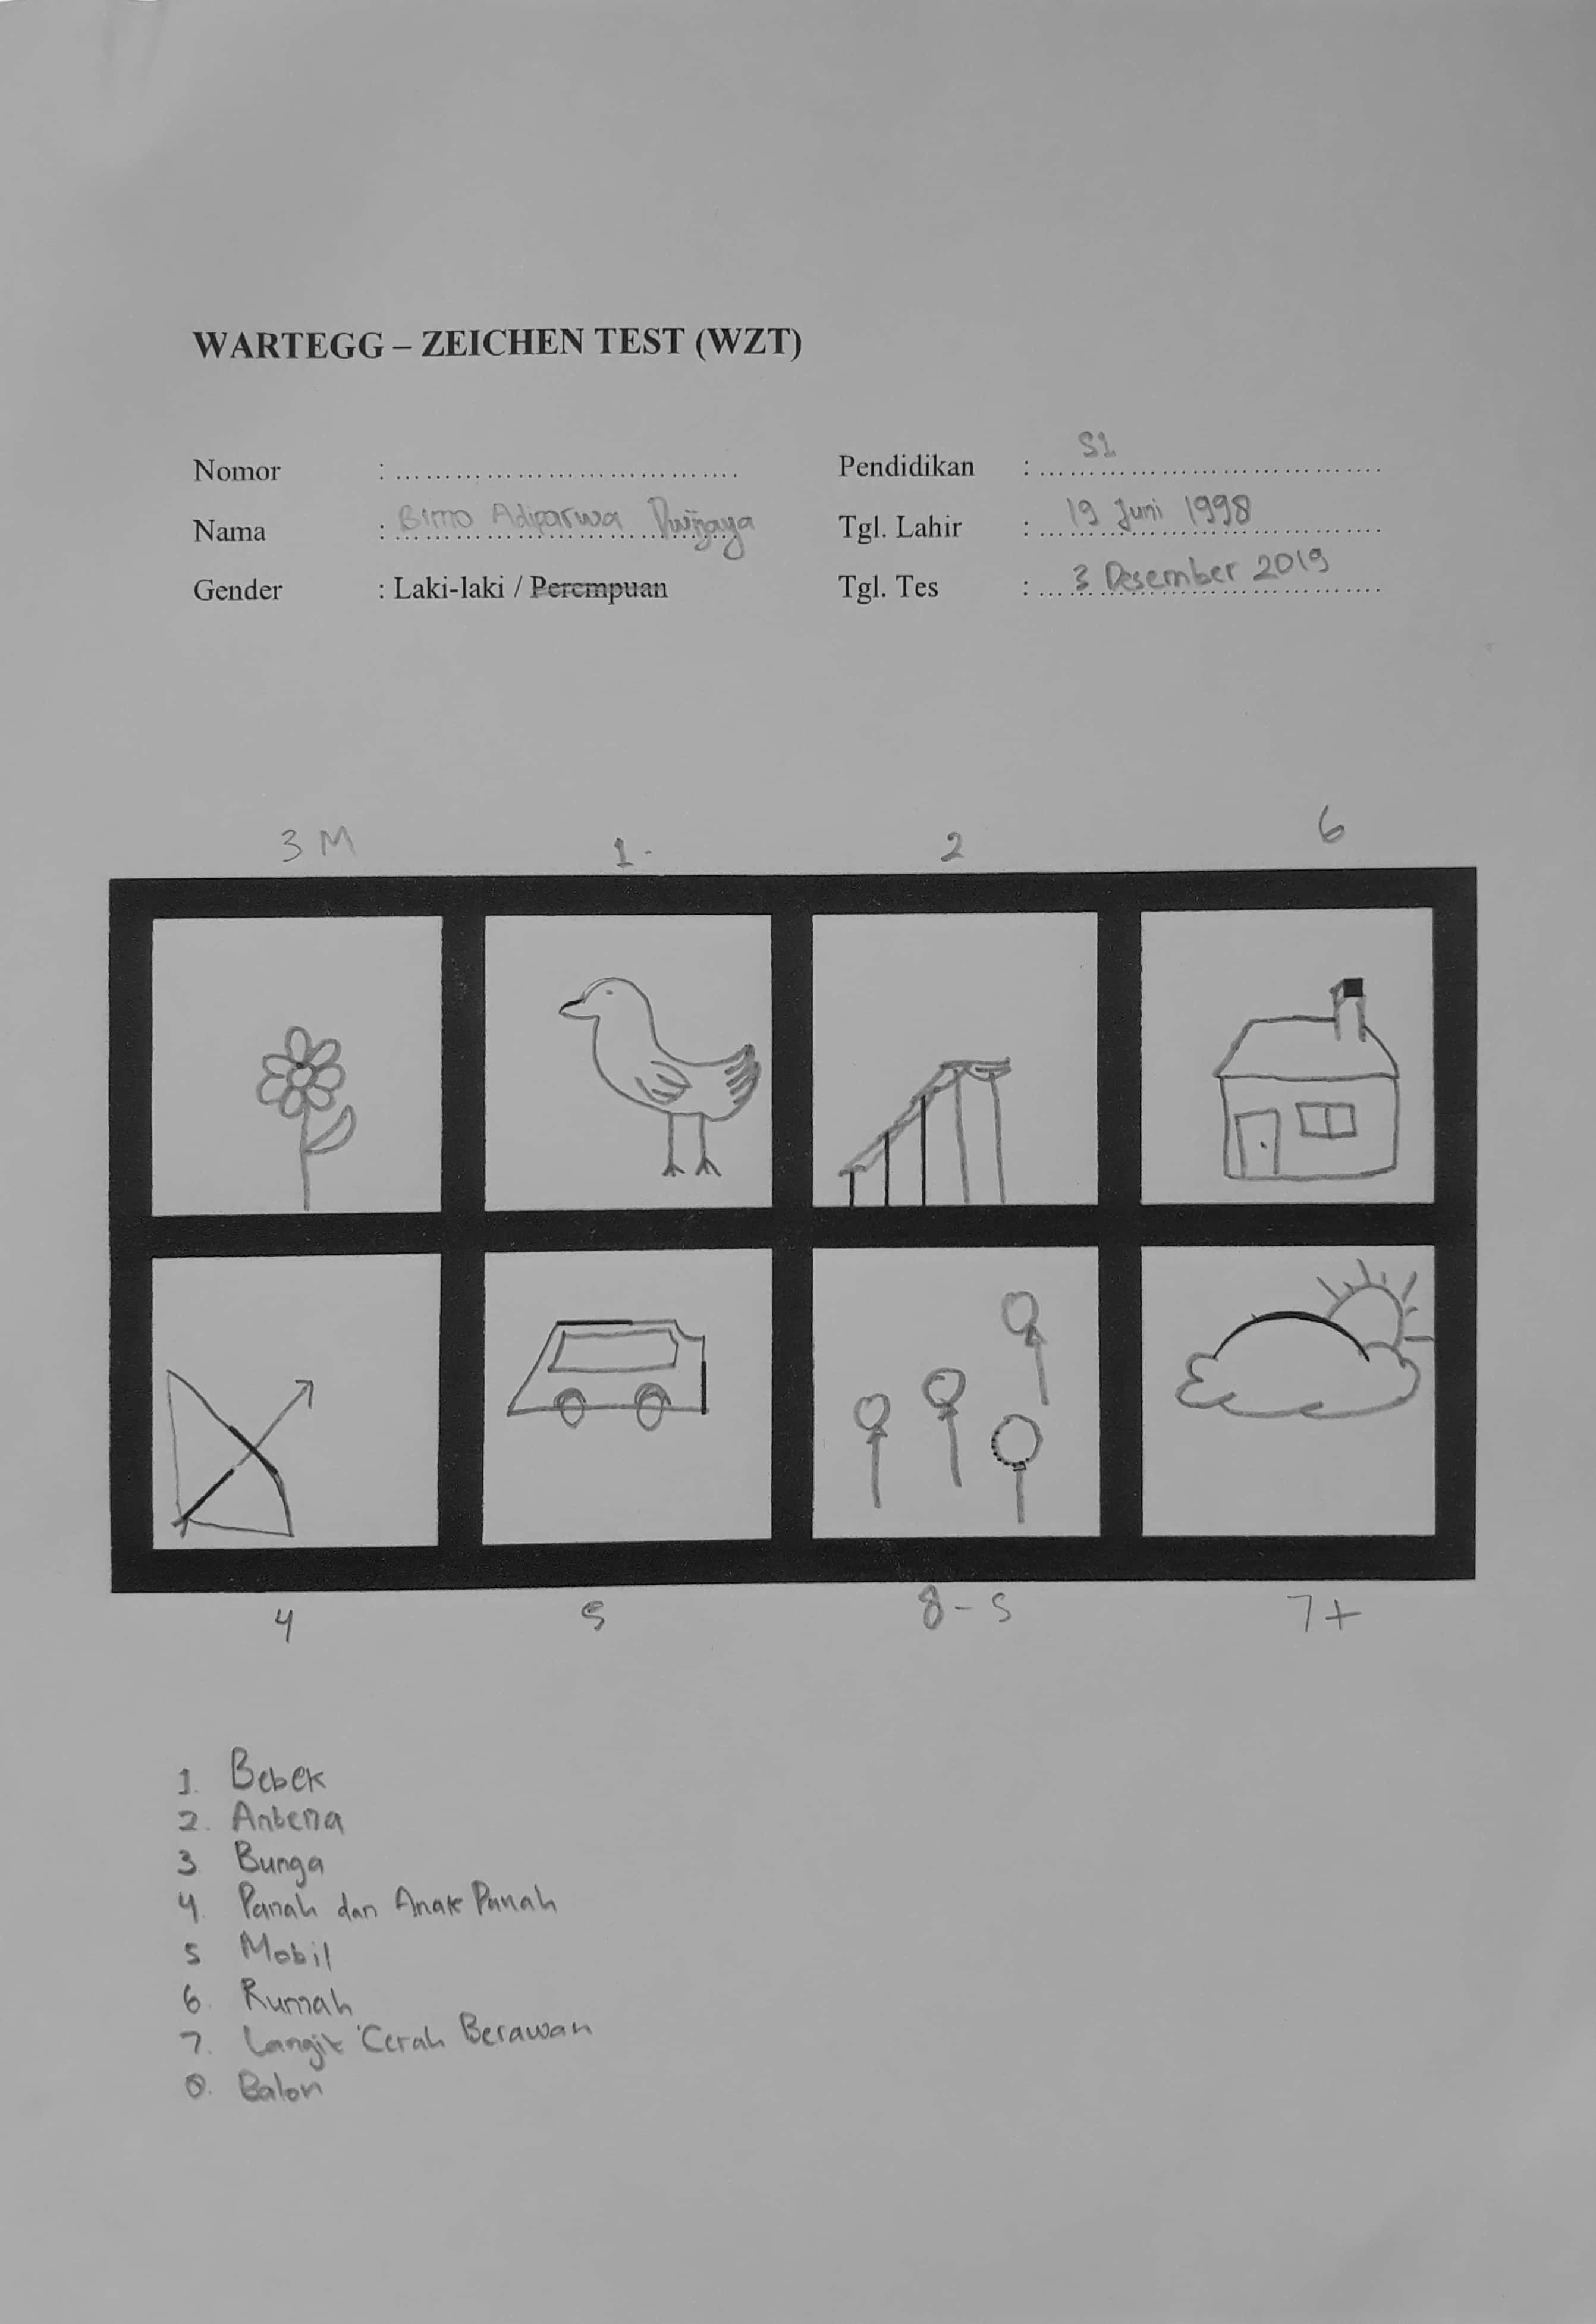 WARTEGG – ZEICHEN TEST (WZT)
Nomor : ....................................
Pendidikan : S1
Nama : Bimo Adiparwa Dwijaya
Tgl. Lahir : 19 Juni 1998
Gender : Laki-laki / Perempuan
Tgl. Tes : 3 Desember 2019
3 M 1- 2 6
4 5 8-S 7+
1. Bebek
2. Antena
3 Bunga
4. Panah dan Anak Panah
5 Mobil
6. Rumah
7. Langit Cerah Berawan
8. Balon